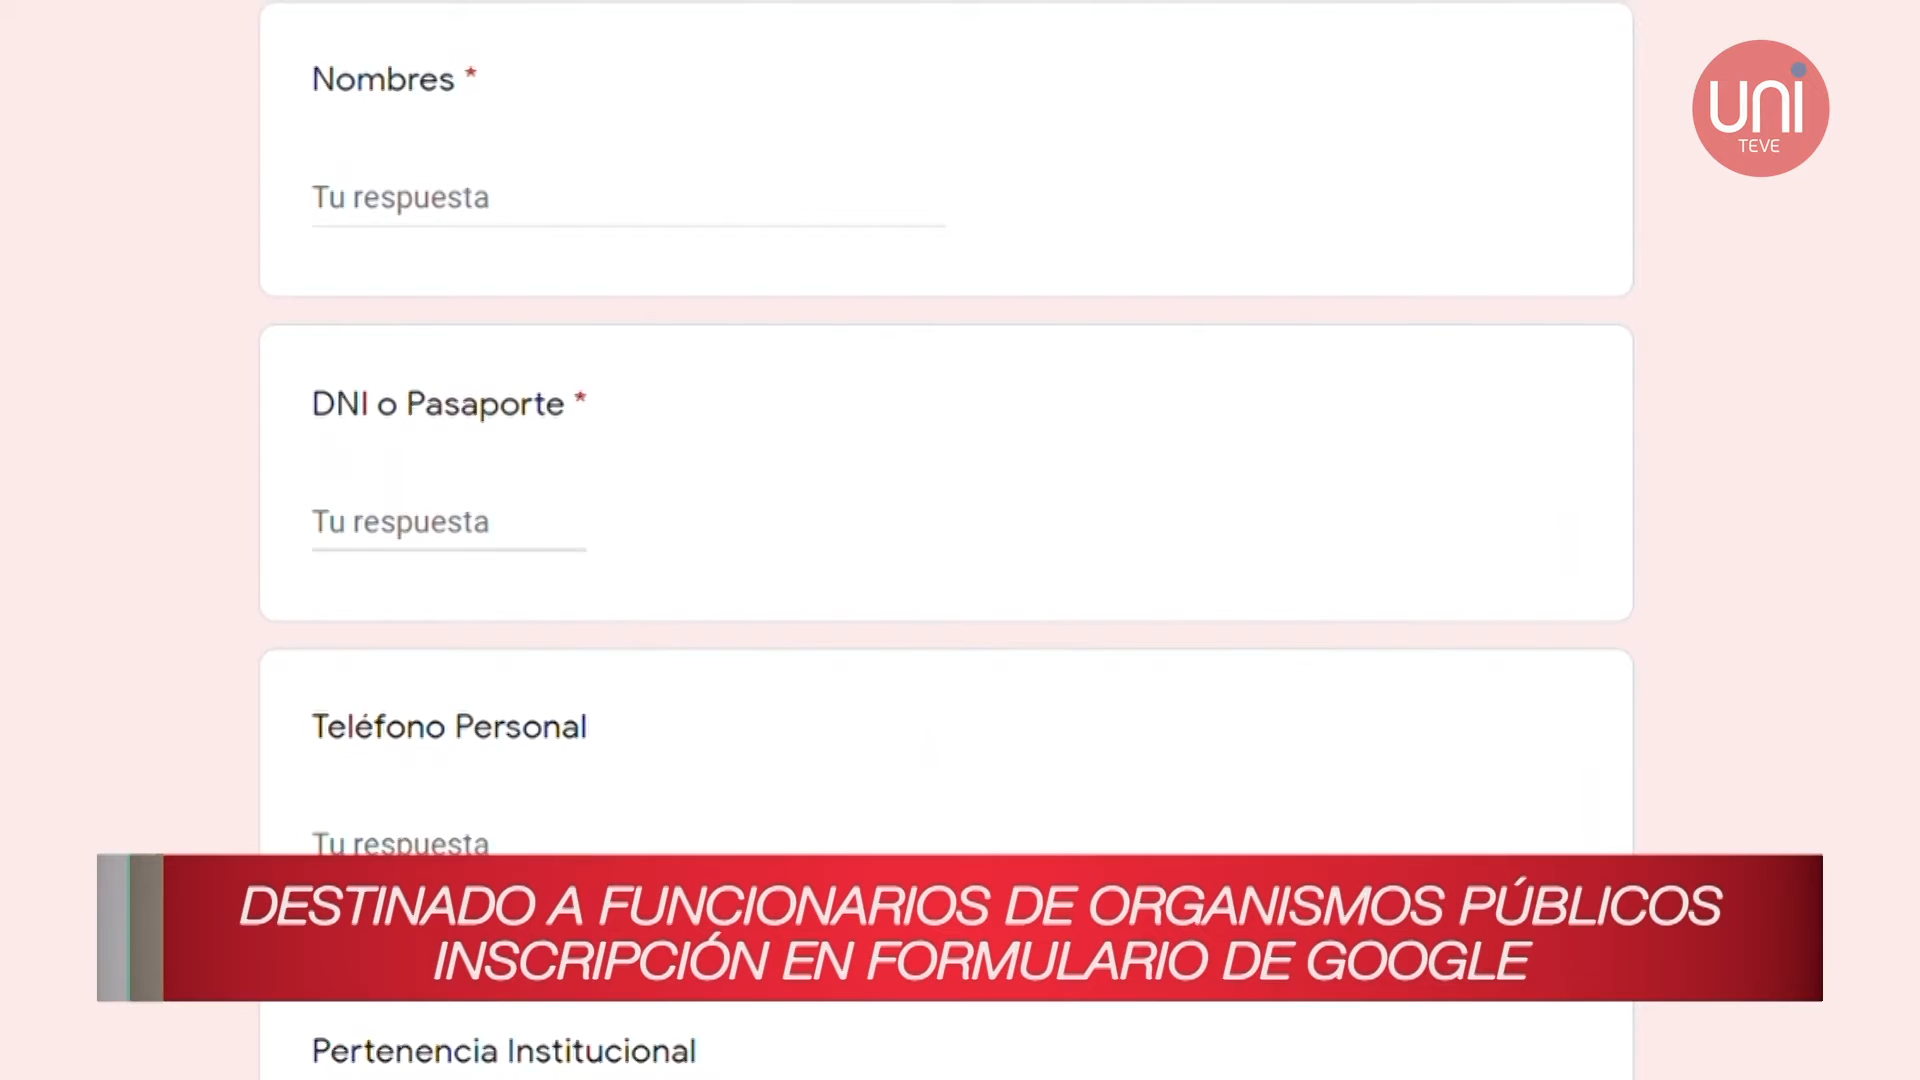 Nombres *
uni
TEVE
Tu respuesta
DNI o Pasaporte *
Tu respuesta
Teléfono Personal
Tu respuesta
DESTINADO A FUNCIONARIOS DE ORGANISMOS PÚBLICOS
INSCRIPCIÓN EN FORMULARIO DE GOOGLE
Pertenencia Institucional